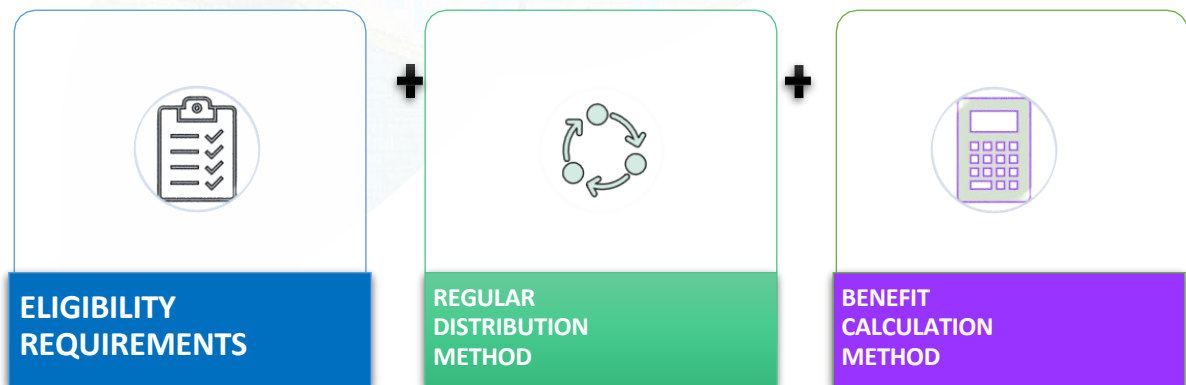 ELIGIBILITY
REQUIREMENTS
REGULAR
DISTRIBUTION
METHOD
BENEFIT
CALCULATION
METHOD